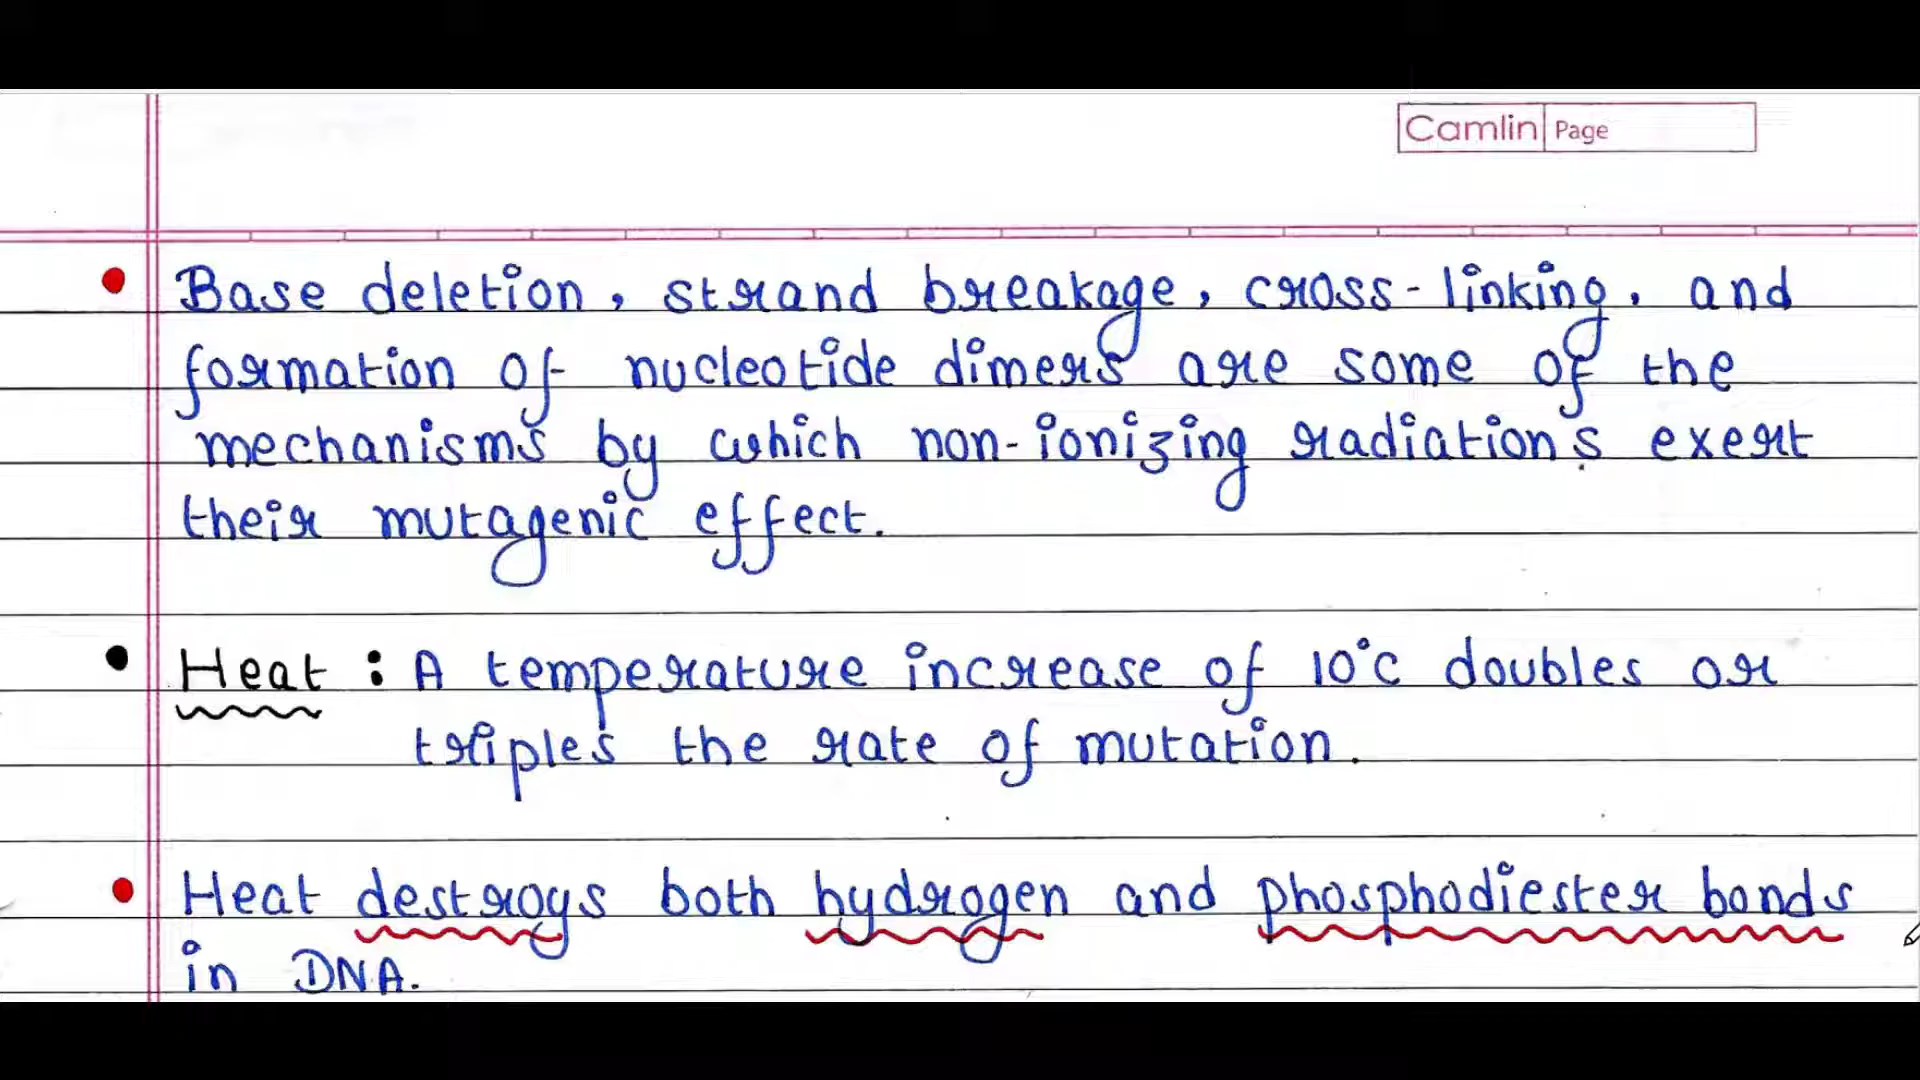 Camlin Page
• Base deletion, strand breakage, cross-linking, and
formation of nucleotide dimers are some of the
mechanisms by which non-ionizing radiations exert
their mutagenic effect.
• Heat : A temperature increase of 10°C doubles or
triples the rate of mutation.
• Heat destroys both hydrogen and phosphodiester bonds
in DNA.